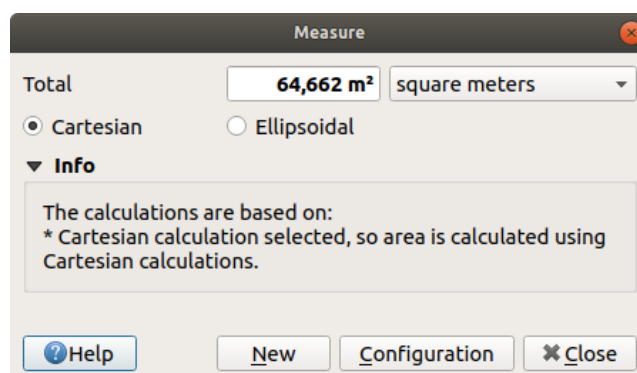 Measure
Total 64,662 m² square meters
Cartesian Ellipsoidal
Info
The calculations are based on:
* Cartesian calculation selected, so area is calculated using
Cartesian calculations.
Help New Configuration Close